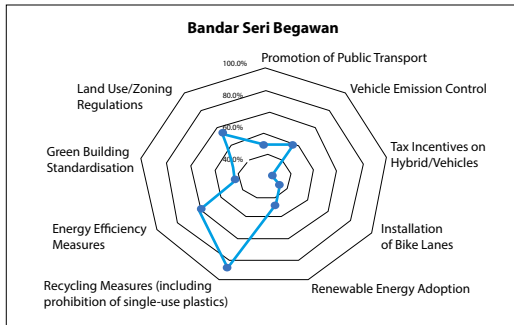 Bandar Seri Begawan
100.0%
80.0%
60.0%
40.0%
Promotion of Public Transport
Vehicle Emission Control
Tax Incentives on
Hybrid/Vehicles
Installation
of Bike Lanes
Renewable Energy Adoption
Recycling Measures (including
prohibition of single-use plastics)
Energy Efficiency
Measures
Green Building
Standardisation
Land Use/Zoning
Regulations